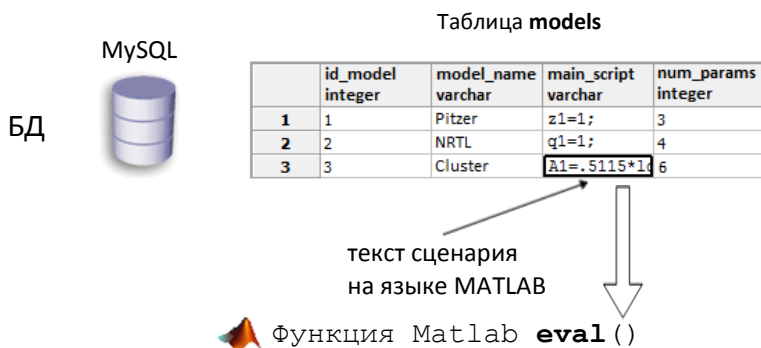 Таблица models
MySQL
БД
id_model integer model_name varchar main_script varchar num_params integer
1 1 Pitzer z1=1; 3
2 2 NRTL q1=1; 4
3 3 Cluster A1=.5115*lo 6
текст сценария
на языке MATLAB
Функция Matlab eval()